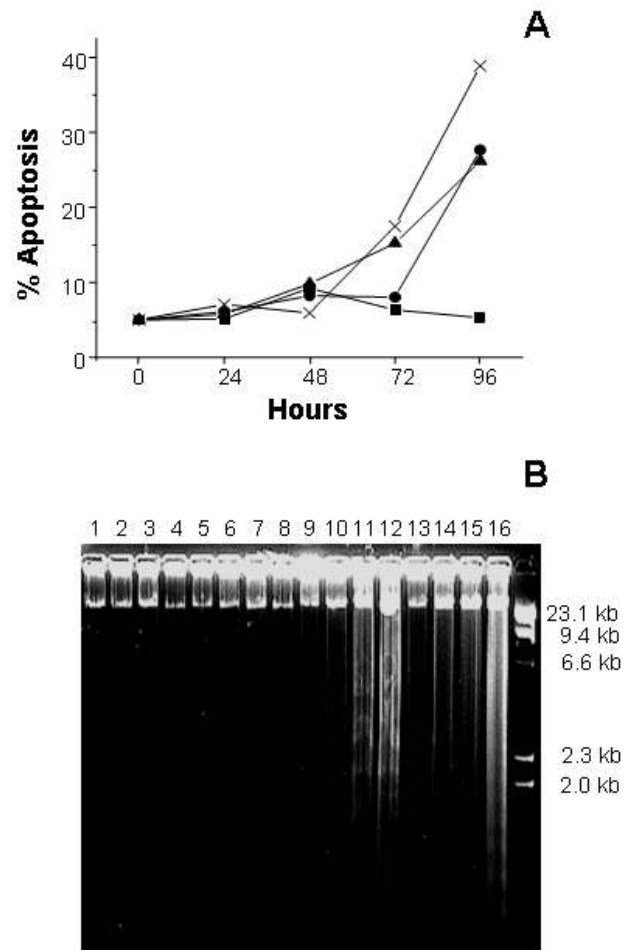 A
40
30
20
10
0
% Apoptosis
0 24 48 72 96
Hours
B
1 2 3 4 5 6 7 8 9 10 11 12 13 14 15 16
23.1 kb
9.4 kb
6.6 kb
2.3 kb
2.0 kb